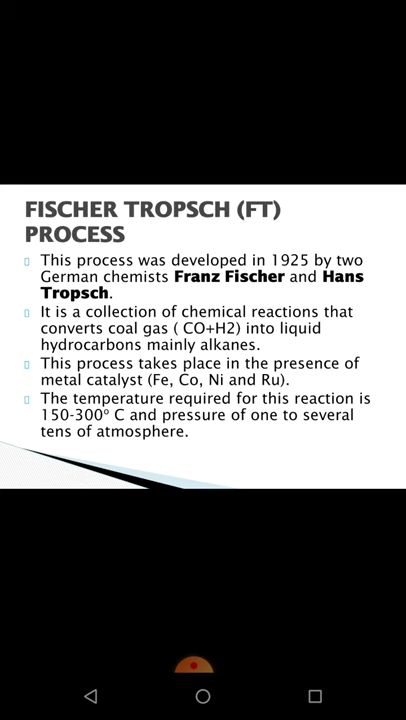 FISCHER TROPSCH (FT)
PROCESS
This process was developed in 1925 by two
German chemists Franz Fischer and Hans
Tropsch.
It is a collection of chemical reactions that
converts coal gas ( CO+H2) into liquid
hydrocarbons mainly alkanes.
This process takes place in the presence of
metal catalyst (Fe, Co, Ni and Ru).
The temperature required for this reaction is
150-300° C and pressure of one to several
tens of atmosphere.